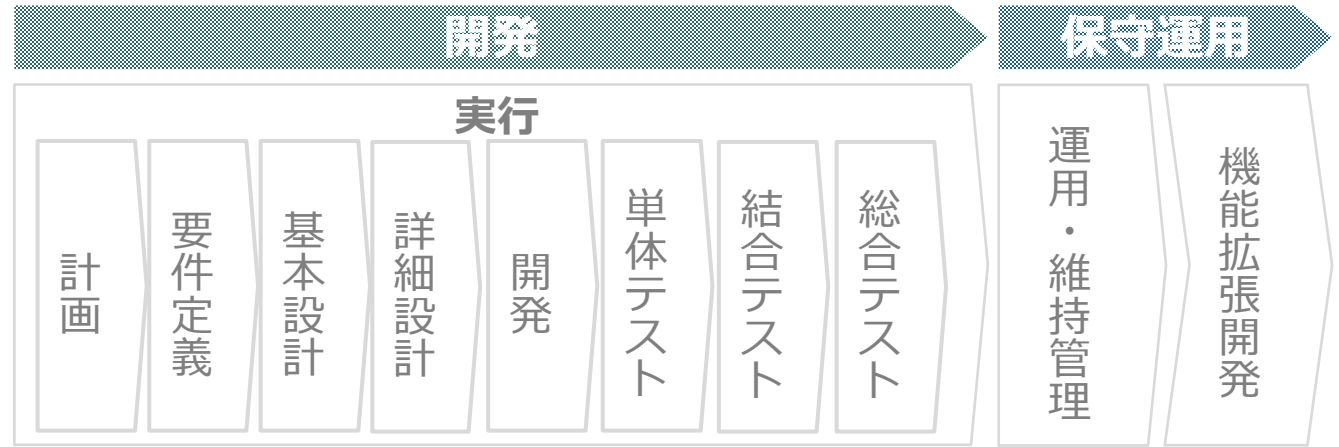 開発
保守運用
実行
計画
要件定義
基本設計
詳細設計
開発
単体テスト
結合テスト
総合テスト
運用・維持管理
機能拡張開発